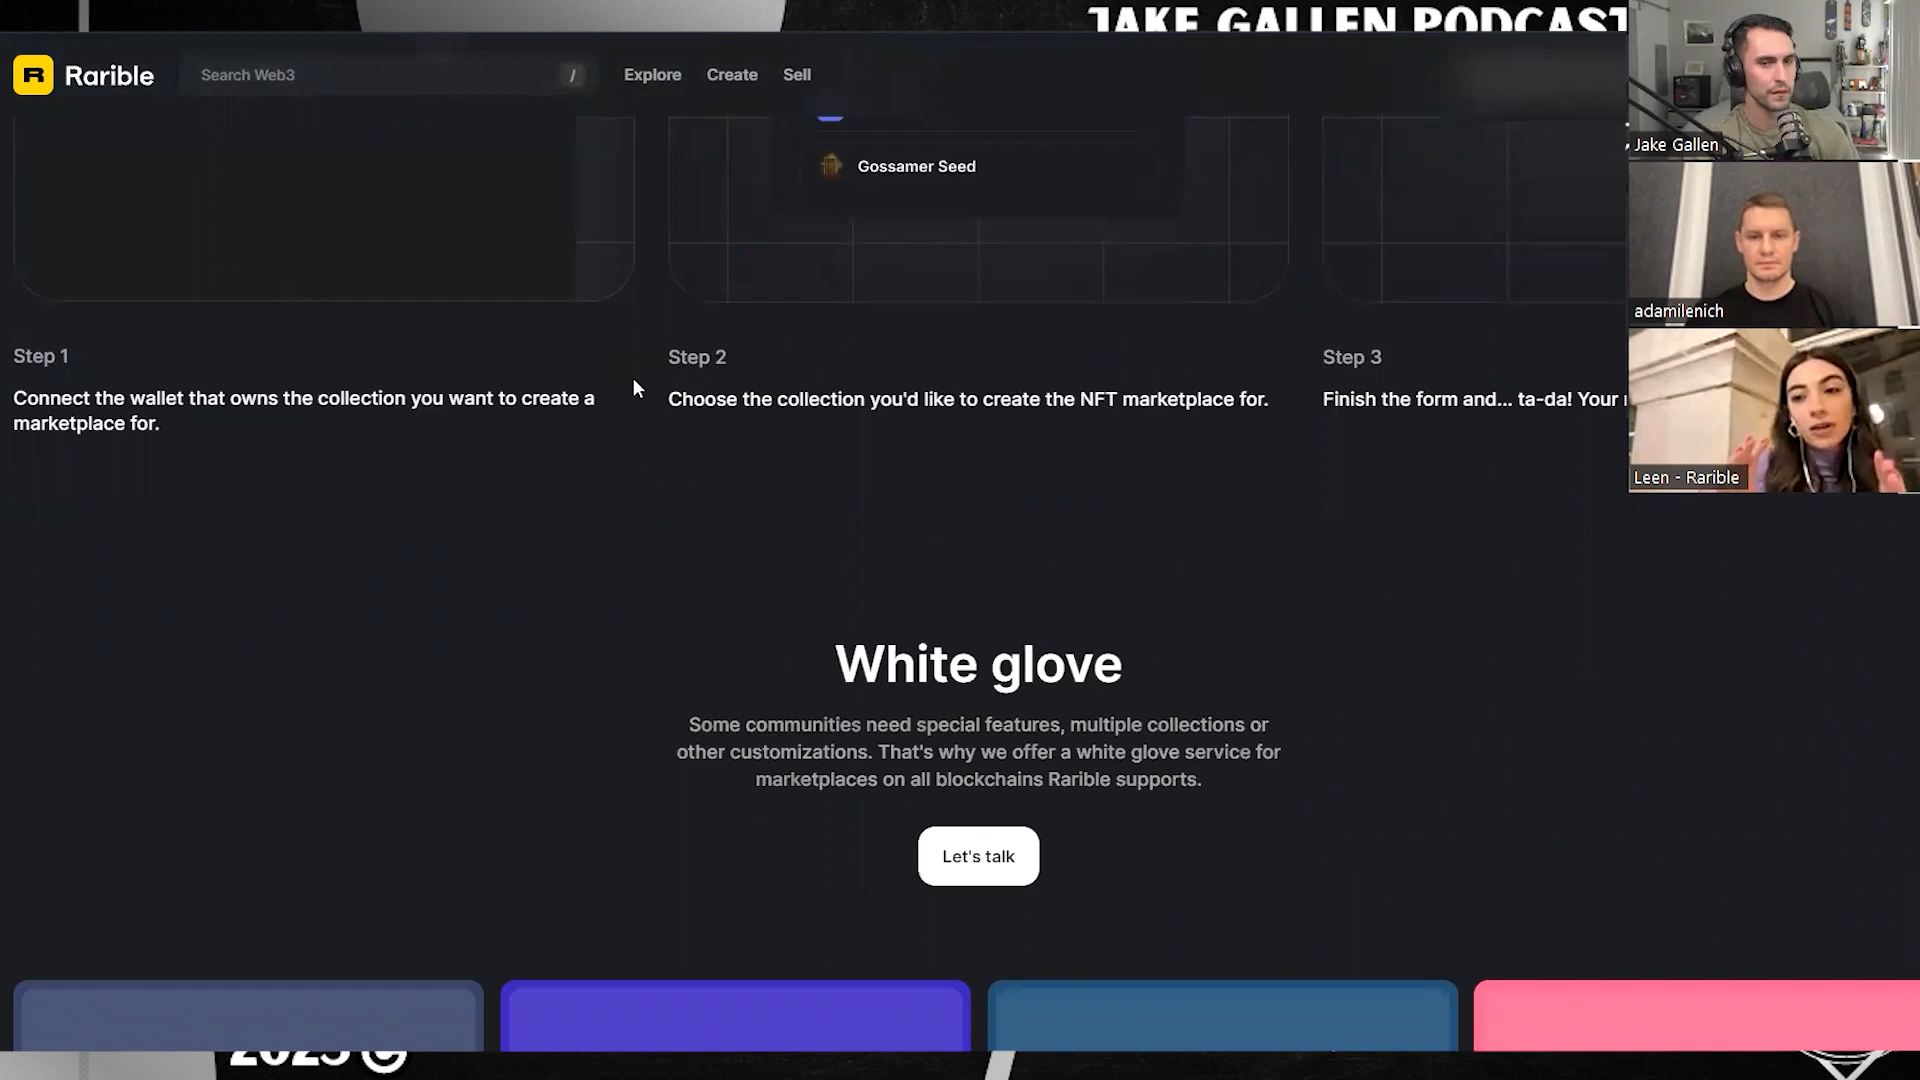 JAKE GALLEN PODCAST
R Rarible
Search Web3
/
Explore
Create
Sell
Gossamer Seed
Step 1
Connect the wallet that owns the collection you want to create a
marketplace for.
Step 2
Choose the collection you'd like to create the NFT marketplace for.
Step 3
Finish the form and... ta-da! Your
White glove
Some communities need special features, multiple collections or
other customizations. That's why we offer a white glove service for
marketplaces on all blockchains Rarible supports.
Let's talk
2023 ©
Jake Gallen
adamilenich
Leen - Rarible